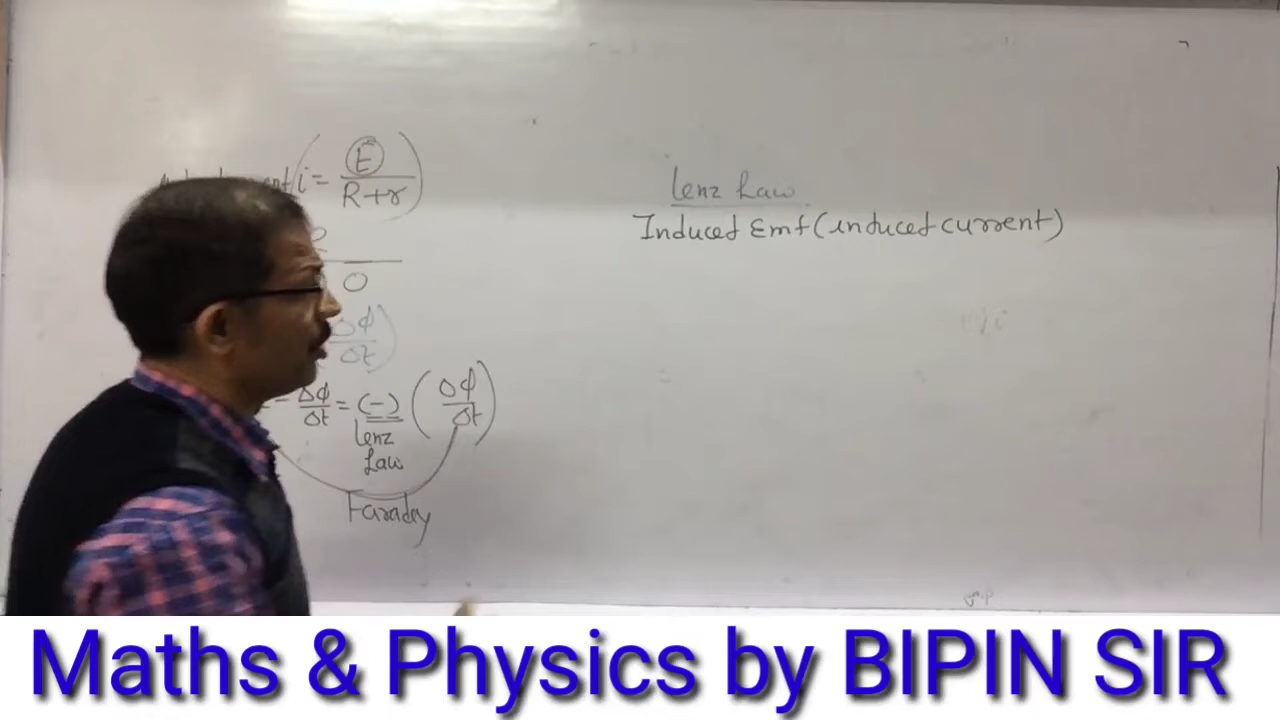 i = ( E
R+r )
0
Δϕ
Δt )
- Δϕ/Δt = (-) ( Δϕ/Δt )
Lenz
Law
Faraday
Lenz Law
Induced Emf (induced current)
Maths & Physics by BIPIN SIR